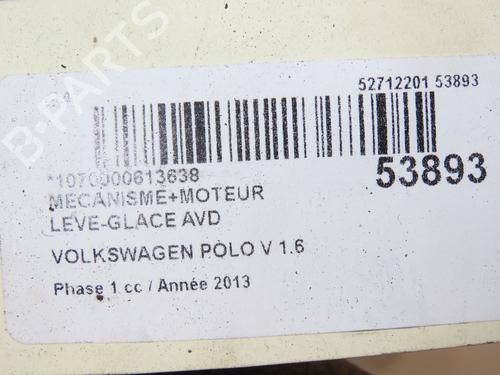 B-PARTS
52712201 53893
*1070000613638
53893
MECANISME+MOTEUR
LEVE-GLACE AVD
VOLKSWAGEN POLO V 1.6
Phase 1 cc / Année 2013